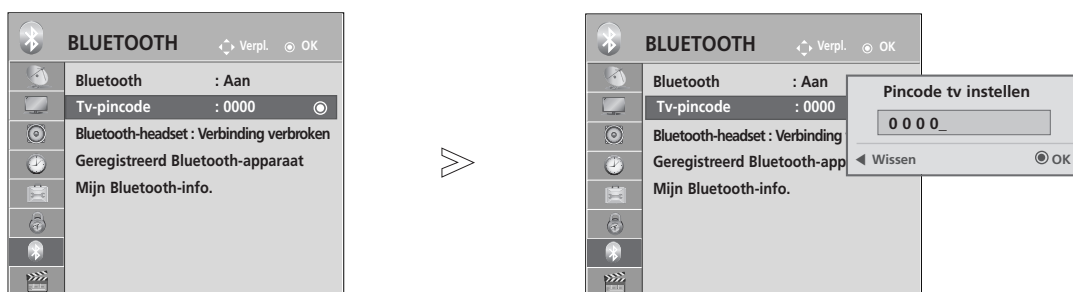 BLUETOOTH Verpl. OK
Bluetooth : Aan
Tv-pincode : 0000
Bluetooth-headset : Verbinding verbroken
Geregistreerd Bluetooth-apparaat
Mijn Bluetooth-info.
BLUETOOTH Verpl. OK
Bluetooth : Aan
Tv-pincode : 0000
Bluetooth-headset : Verbinding
Geregistreerd Bluetooth-app
Mijn Bluetooth-info.
Pincode tv instellen
0 0 0 0_
Wissen OK